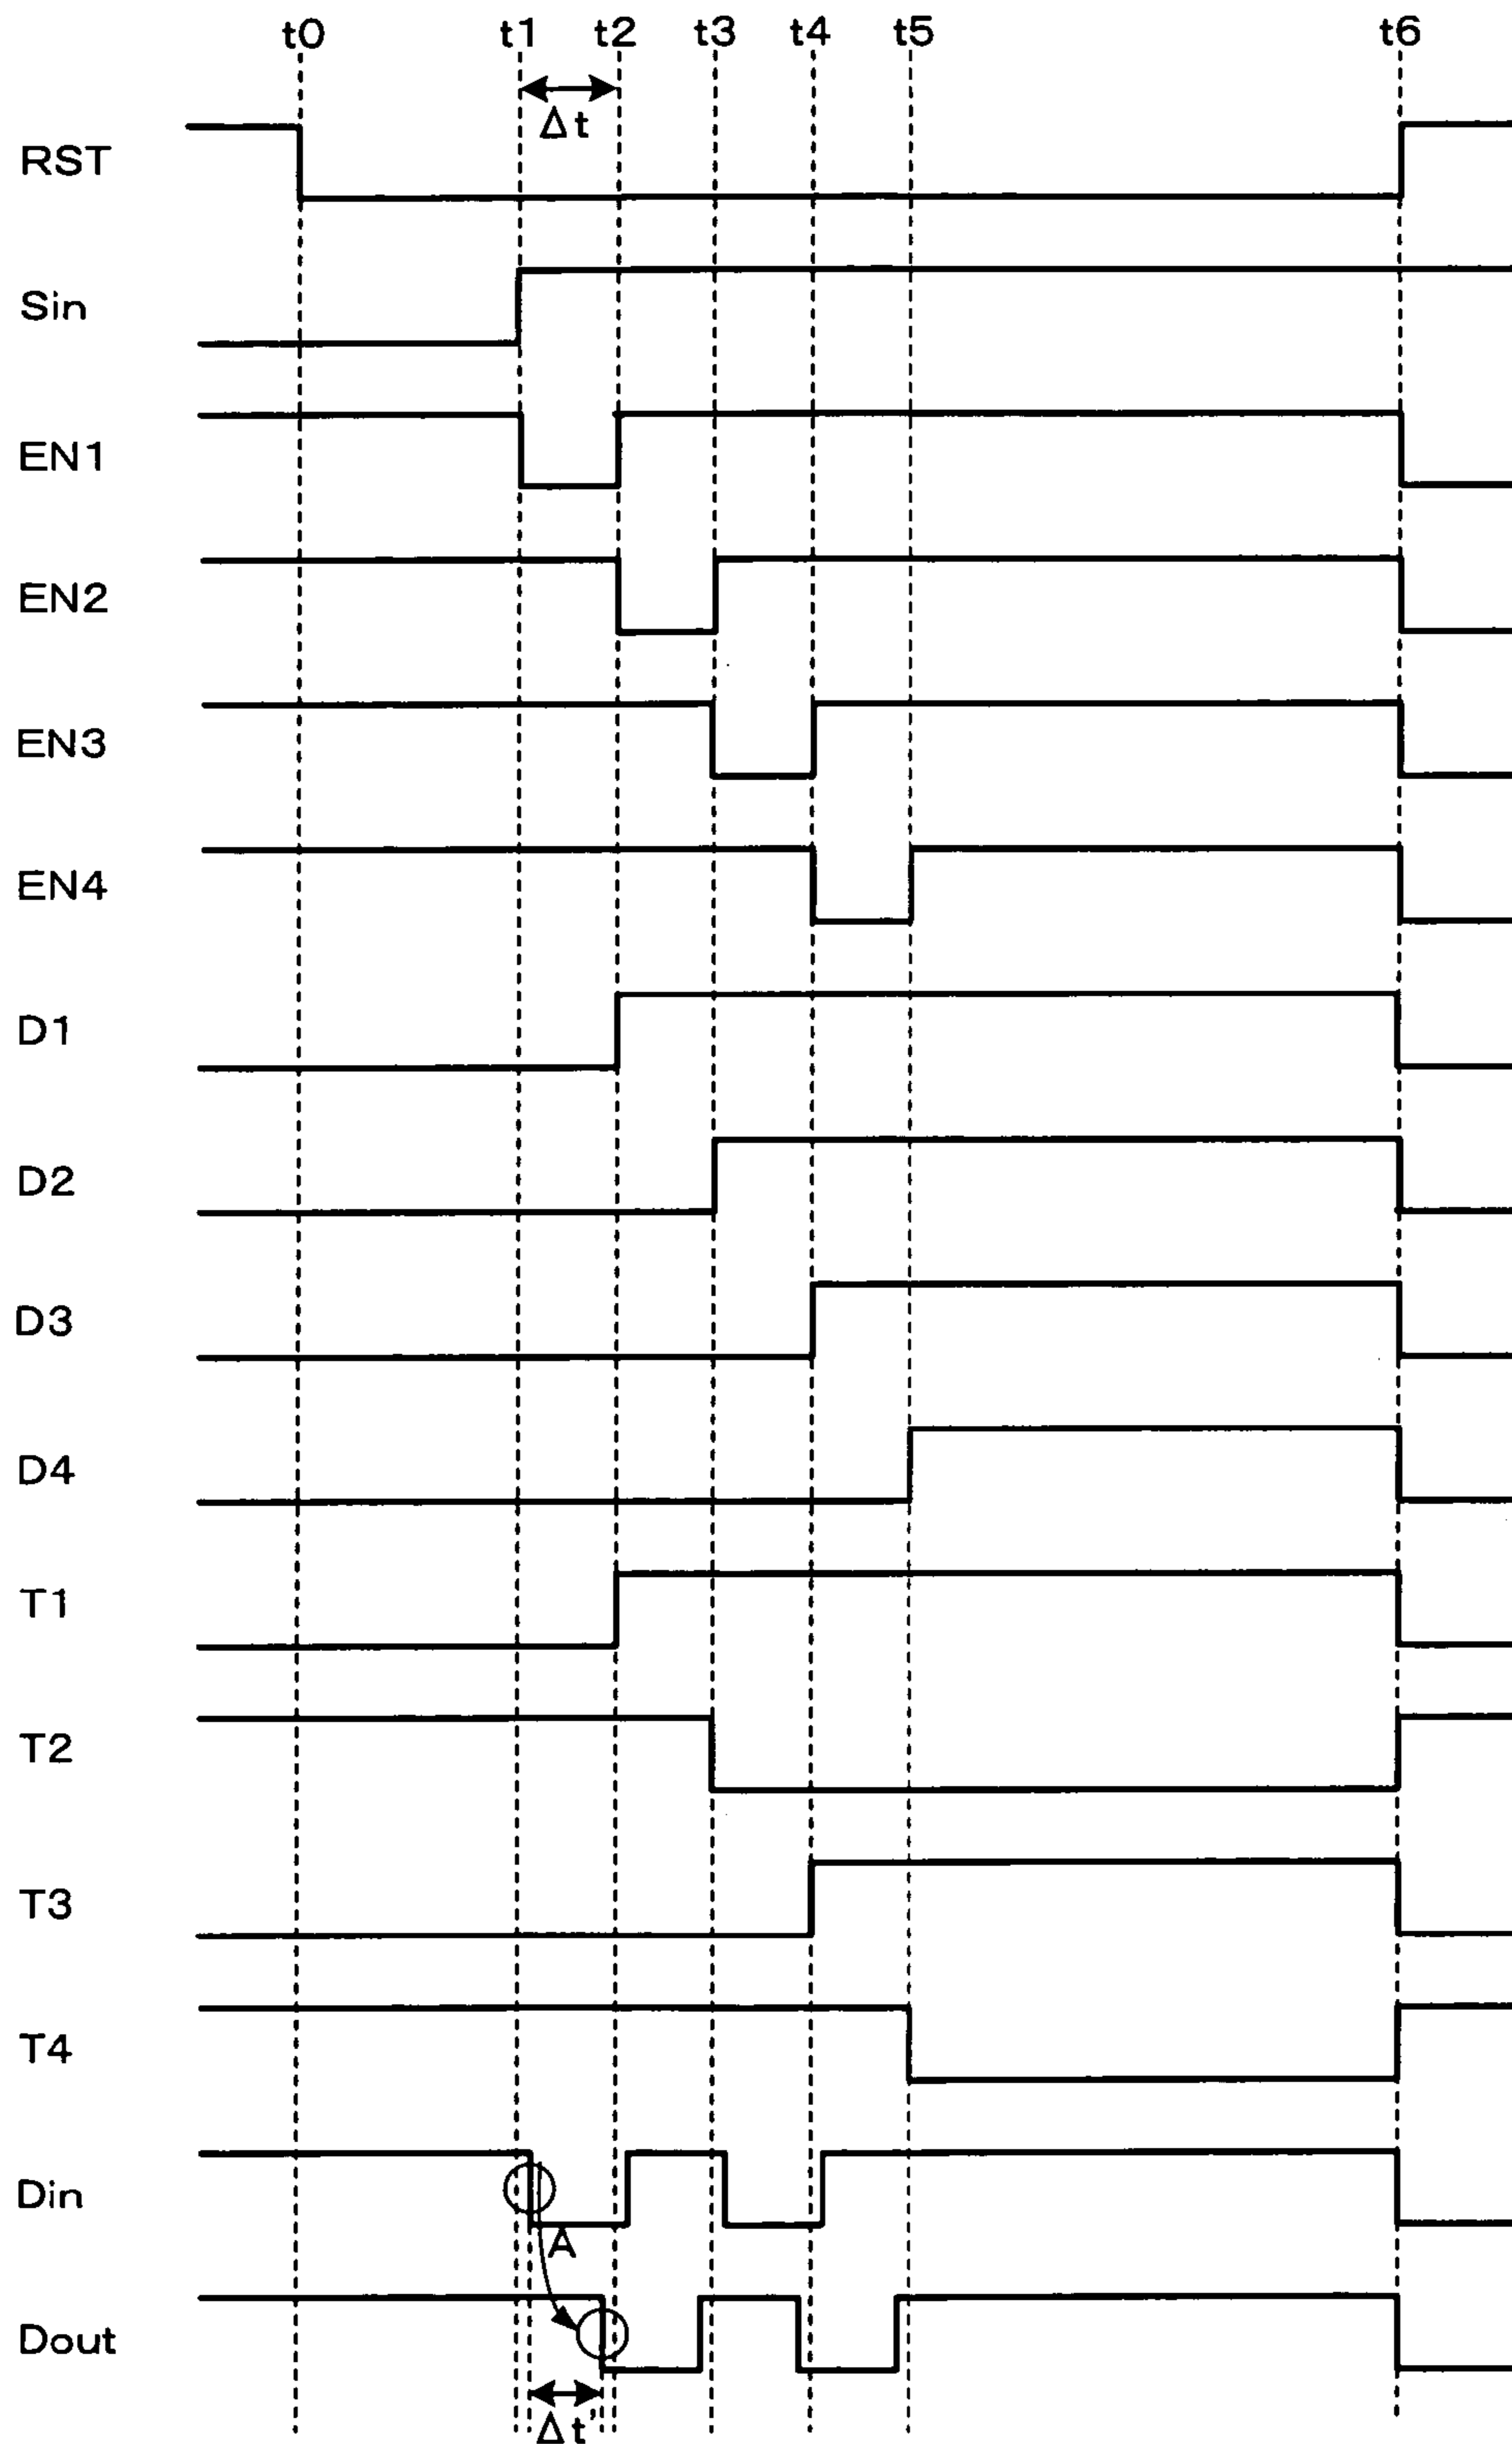 t0 t1 t2 t3 t4 t5 t6
Δt
RST
Sin
EN1
EN2
EN3
EN4
D1
D2
D3
D4
T1
T2
T3
T4
Din
A
Dout
Δt'